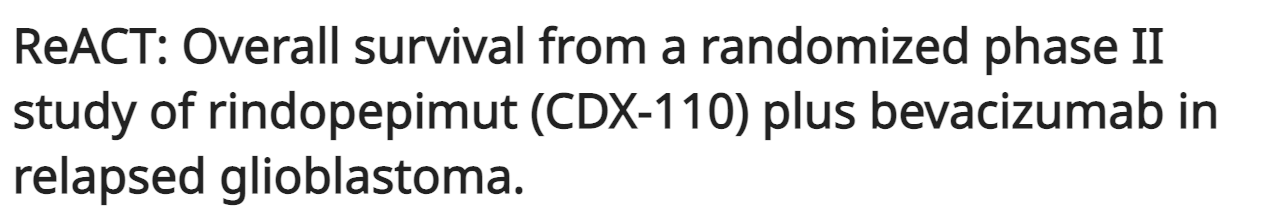 ReACT: Overall survival from a randomized phase II
study of rindopepimut (CDX-110) plus bevacizumab in
relapsed glioblastoma.